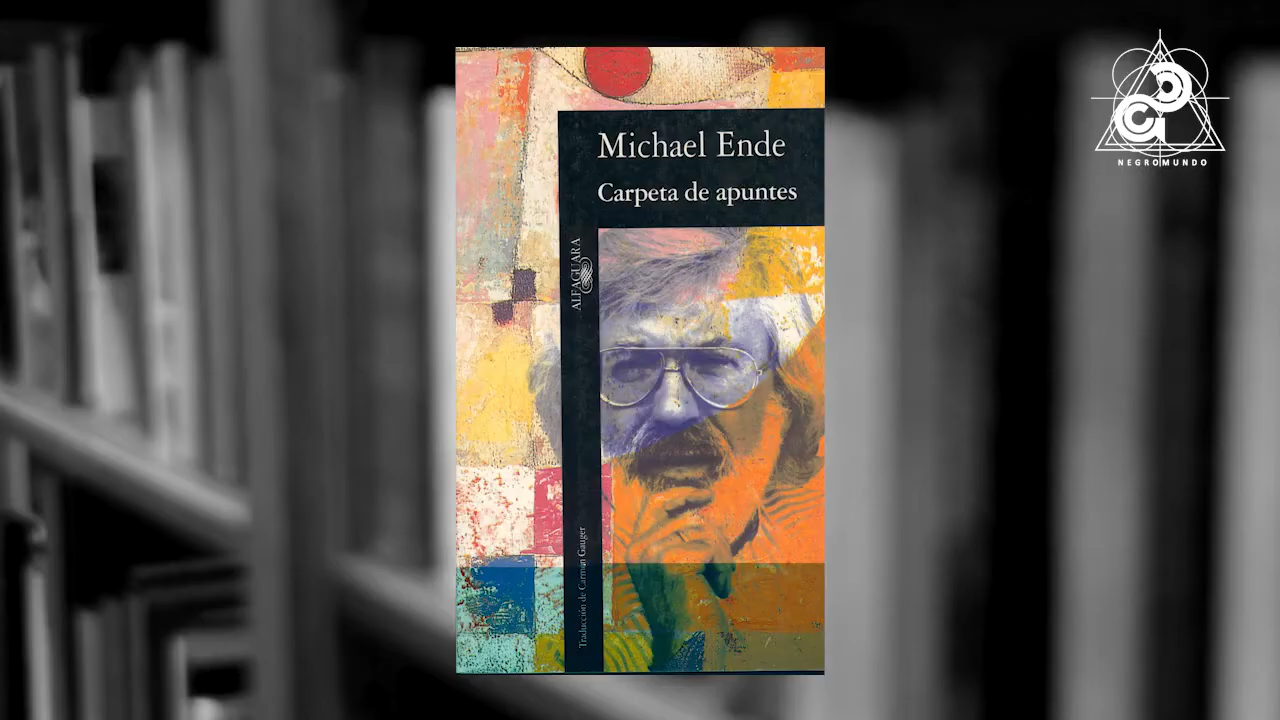 Michael Ende
Carpeta de apuntes
ALFAGUARA
Traducción de Carmen Gauger
NEGROMUNDO